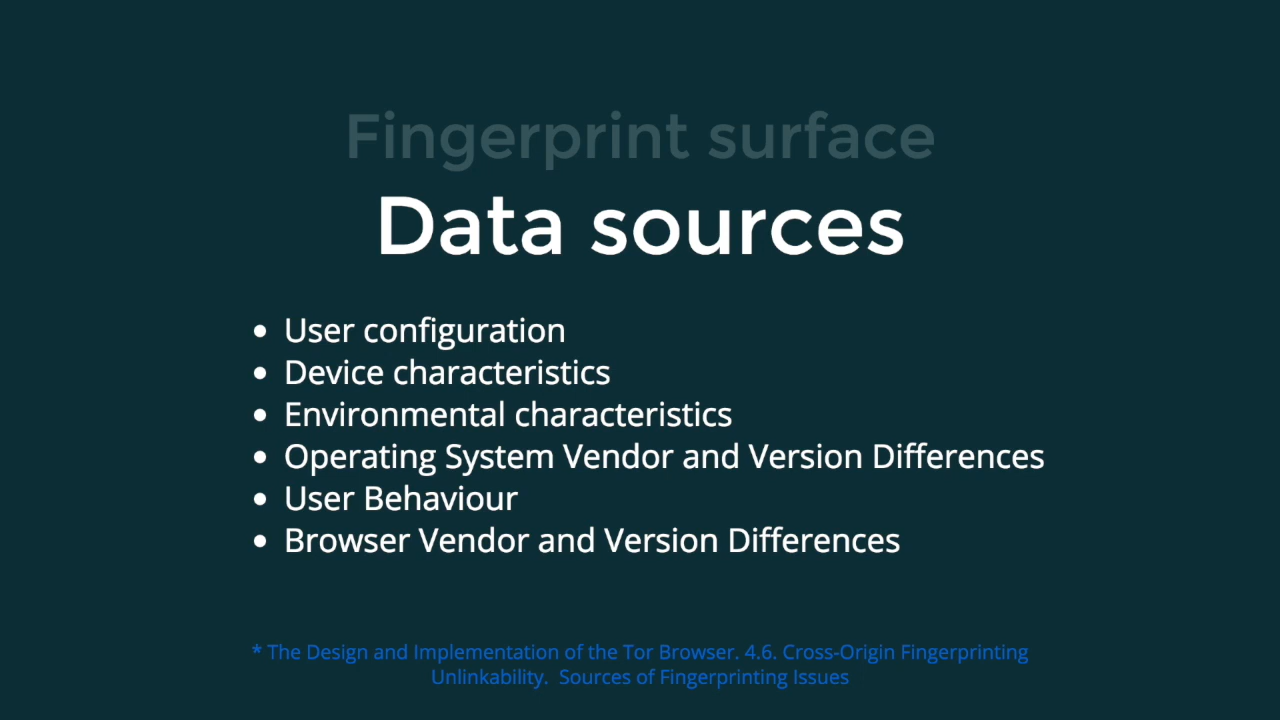 Fingerprint surface
Data sources
• User configuration
• Device characteristics
• Environmental characteristics
• Operating System Vendor and Version Differences
• User Behaviour
• Browser Vendor and Version Differences
* The Design and Implementation of the Tor Browser. 4.6. Cross-Origin Fingerprinting
Unlinkability.  Sources of Fingerprinting Issues